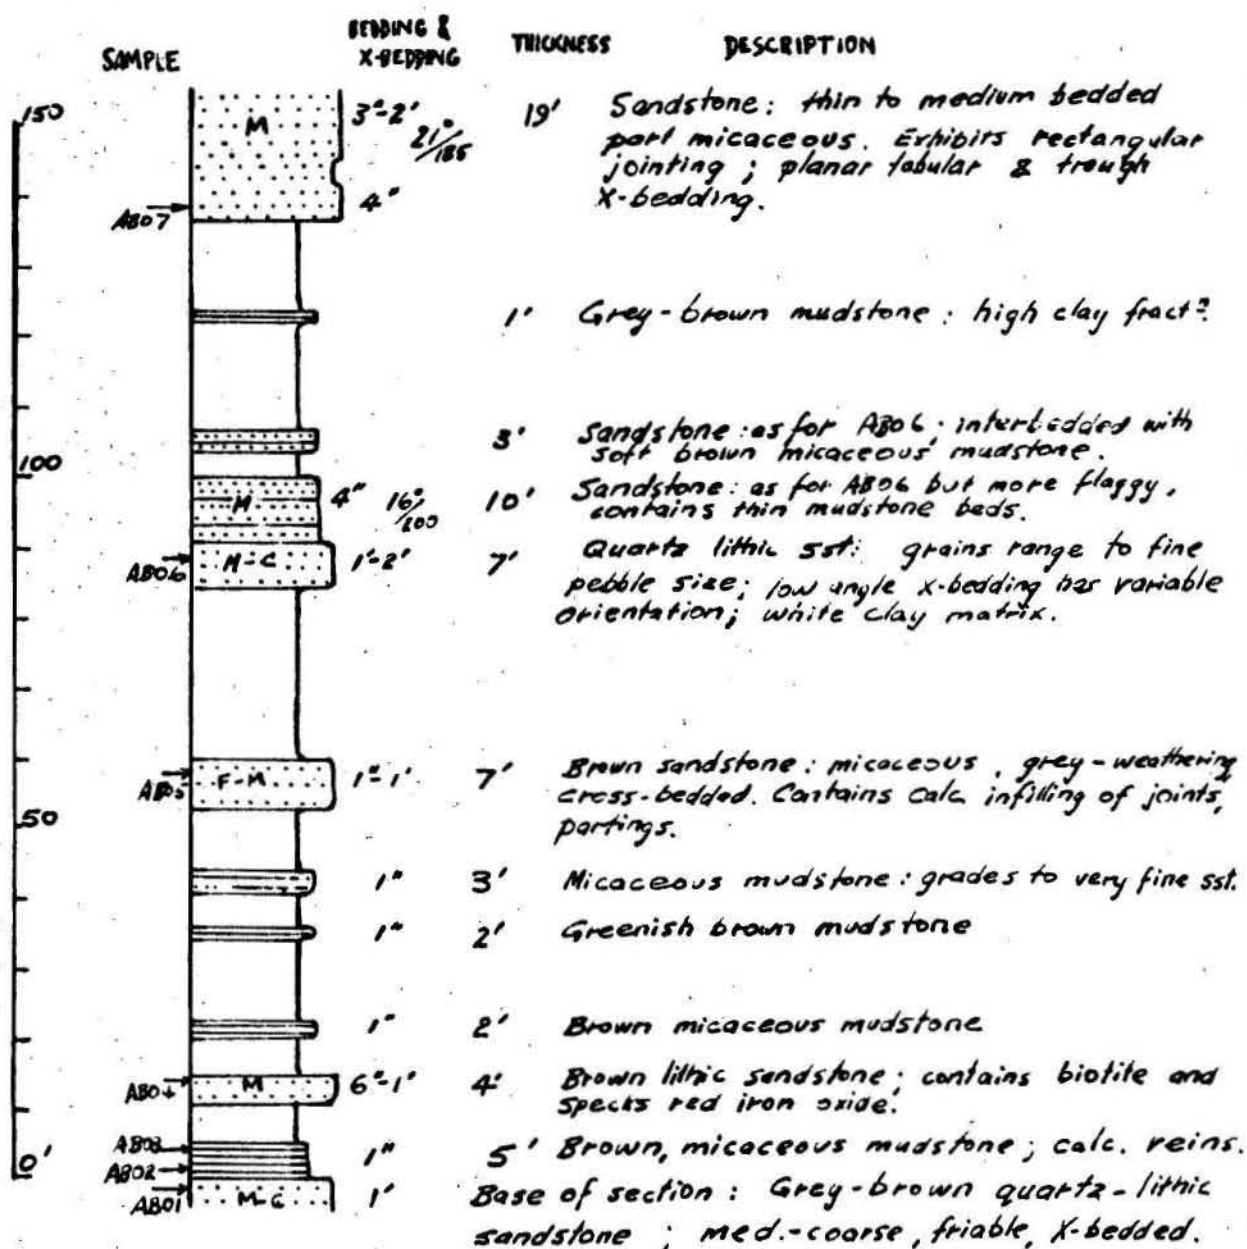 SAMPLE BEDDING & X-BEDDING THICKNESS DESCRIPTION
150 M 3"-2' 21°/185 19' Sandstone: thin to medium bedded
part micaceous. Exhibits rectangular
jointing; planar tabular & trough
AB07 4" X-bedding.
1' Grey-brown mudstone: high clay fractⁿ.
3' Sandstone: as for AB06; interbedded with
soft brown micaceous mudstone.
100
M 4" 16°/200 10' Sandstone: as for AB06 but more flaggy,
contains thin mudstone beds.
AB06 M-C 1'-2' 7' Quartz lithic sst: grains range to fine
pebble size; low angle x-bedding has variable
orientation; white clay matrix.
AB05 F-M 1"-1' 7' Brown sandstone: micaceous, grey-weathering
cross-bedded. Contains calc infilling of joints,
partings.
50
1" 3' Micaceous mudstone: grades to very fine sst.
1" 2' Greenish brown mudstone
1" 2' Brown micaceous mudstone
AB04 M 6"-1' 4' Brown lithic sandstone; contains biotite and
specks red iron oxide.
AB03
AB02 1" 5' Brown, micaceous mudstone; calc. veins.
0'
AB01 M-C 1' Base of section: Grey-brown quartz-lithic
sandstone; med.-coarse, friable, X-bedded.